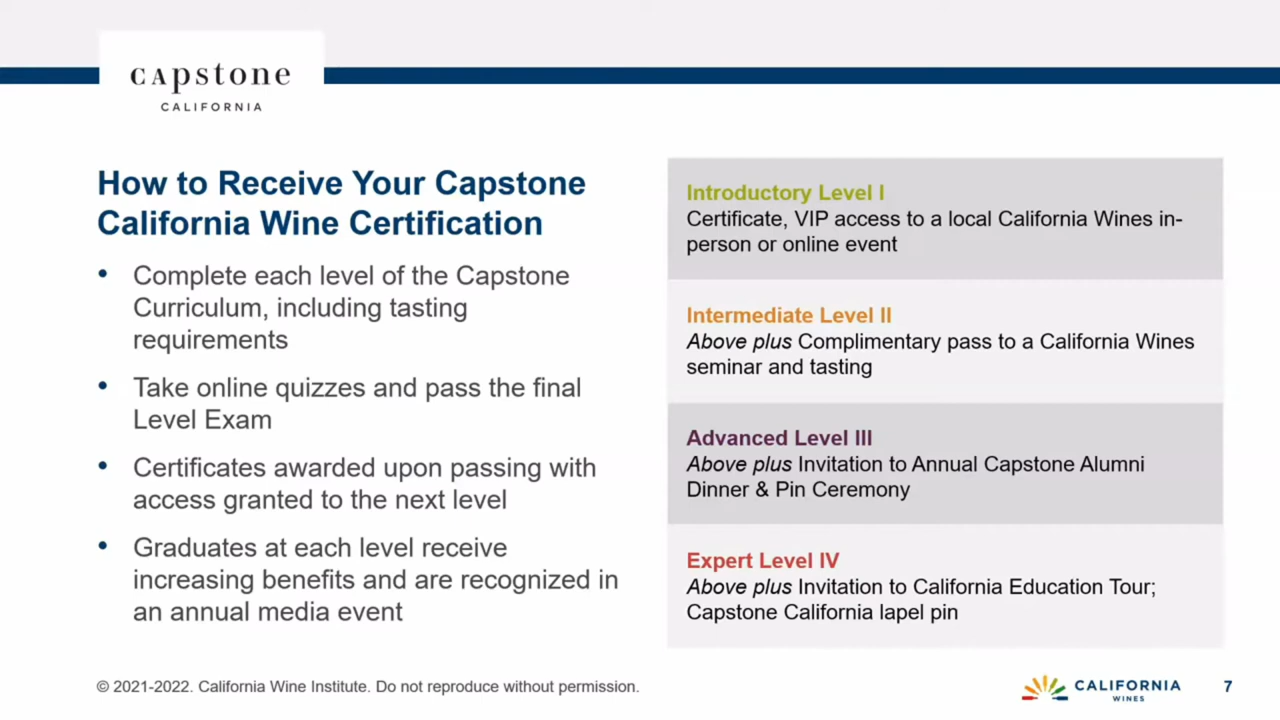 CAPSTONE
CALIFORNIA
How to Receive Your Capstone
California Wine Certification
• Complete each level of the Capstone
Curriculum, including tasting
requirements
• Take online quizzes and pass the final
Level Exam
• Certificates awarded upon passing with
access granted to the next level
• Graduates at each level receive
increasing benefits and are recognized in
an annual media event
Introductory Level I
Certificate, VIP access to a local California Wines in-
person or online event
Intermediate Level II
Above plus Complimentary pass to a California Wines
seminar and tasting
Advanced Level III
Above plus Invitation to Annual Capstone Alumni
Dinner & Pin Ceremony
Expert Level IV
Above plus Invitation to California Education Tour;
Capstone California lapel pin
© 2021-2022. California Wine Institute. Do not reproduce without permission.
CALIFORNIA
WINES
7